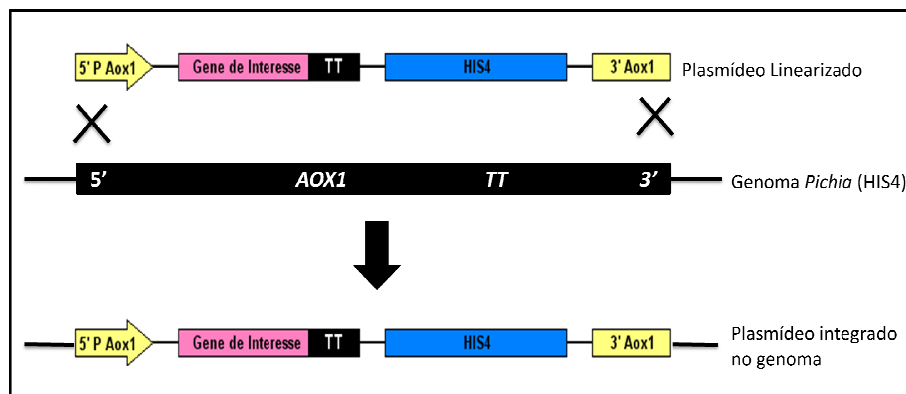 5' P Aox1 Gene de Interesse TT HIS4 3' Aox1 Plasmídeo Linearizado
5' AOX1 TT 3' Genoma Pichia (HIS4)
5' P Aox1 Gene de Interesse TT HIS4 3' Aox1 Plasmídeo integrado
no genoma